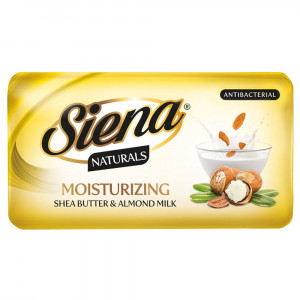 ANTIBACTERIAL
Siena
NATURALS
MOISTURIZING
SHEA BUTTER & ALMOND MILK